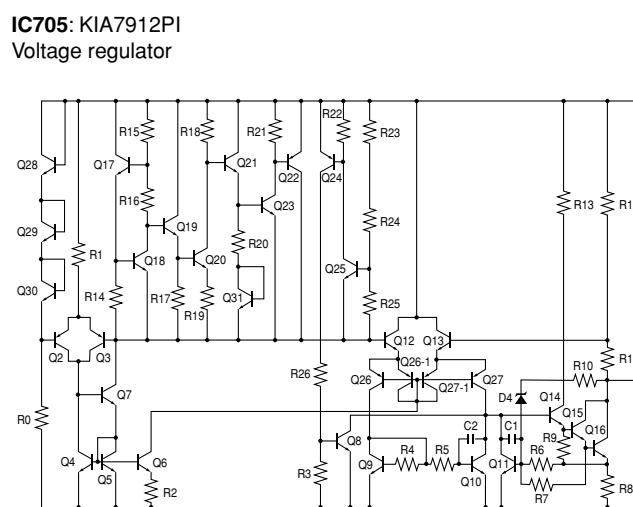 IC705: KIA7912PI
Voltage regulator
R15 R18 R21 R22 R23
Q28 Q17 Q21 Q22 Q24
R16 Q23 R13 R1
Q29 Q19 R24
R1 Q18 Q20 R20 Q25
Q30 R14 R17 R19 Q31 R25
Q2 Q3 Q12 Q13
Q26-1 R10 R1
R26 Q26 Q27-1 Q27
Q7 D4 Q14
R0 Q15
Q8 C2 C1 Q16
Q4 Q5 Q6 R3 Q9 R4 R5 Q10 Q11 R6 R9
R2 R7 R8